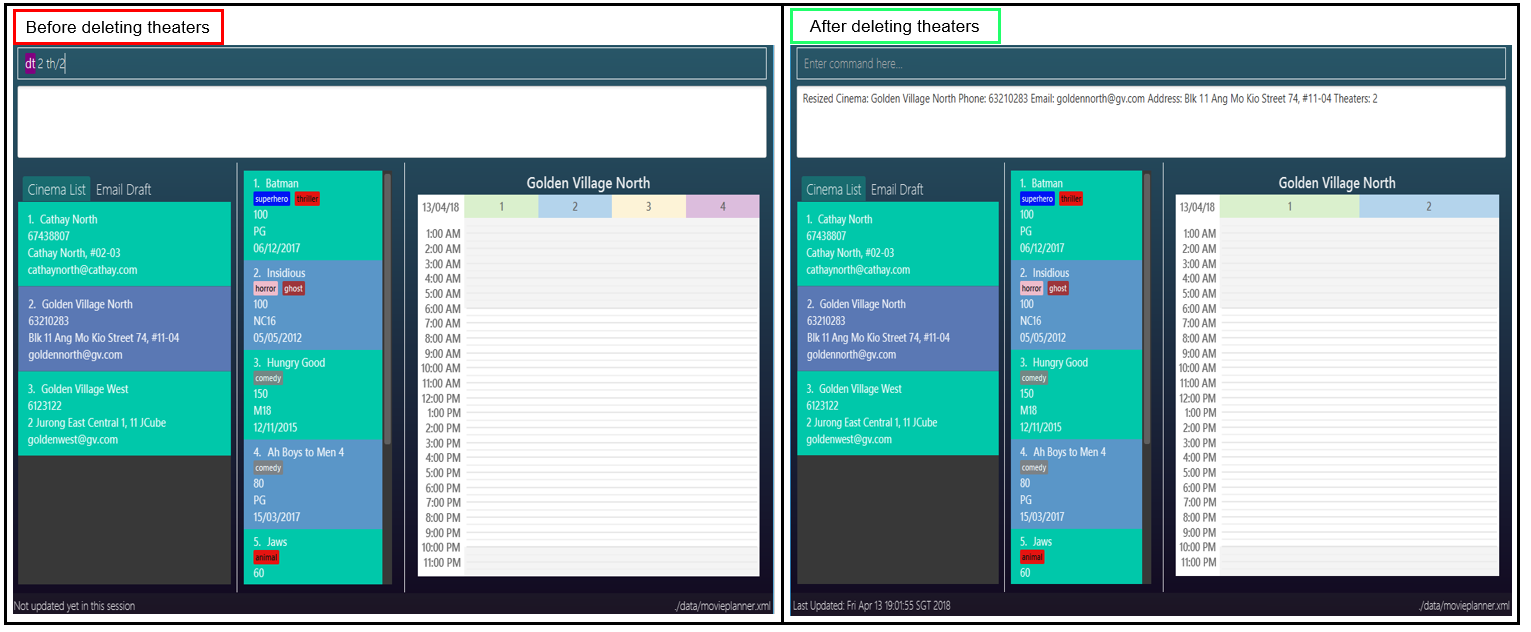 Before deleting theaters
dt 2 th/2
Cinema List Email Draft
1. Cathay North
67438807
Cathay North, #02-03
cathaynorth@cathay.com
2. Golden Village North
63210283
Blk 11 Ang Mo Kio Street 74, #11-04
goldennorth@gv.com
3. Golden Village West
6123122
2 Jurong East Central 1, 11 JCube
goldenwest@gv.com
1. Batman
superhero thriller
100
PG
06/12/2017
2. Insidious
horror ghost
100
NC16
05/05/2012
3. Hungry Good
comedy
150
M18
12/11/2015
4. Ah Boys to Men 4
comedy
80
PG
15/03/2017
5. Jaws
animal
60
Golden Village North
13/04/18 1 2 3 4
1:00 AM
2:00 AM
3:00 AM
4:00 AM
5:00 AM
6:00 AM
7:00 AM
8:00 AM
9:00 AM
10:00 AM
11:00 AM
12:00 PM
1:00 PM
2:00 PM
3:00 PM
4:00 PM
5:00 PM
6:00 PM
7:00 PM
8:00 PM
9:00 PM
10:00 PM
11:00 PM
Not updated yet in this session ./data/movieplanner.xml
After deleting theaters
Enter command here...
Resized Cinema: Golden Village North Phone: 63210283 Email: goldennorth@gv.com Address: Blk 11 Ang Mo Kio Street 74, #11-04 Theaters: 2
Cinema List Email Draft
1. Cathay North
67438807
Cathay North, #02-03
cathaynorth@cathay.com
2. Golden Village North
63210283
Blk 11 Ang Mo Kio Street 74, #11-04
goldennorth@gv.com
3. Golden Village West
6123122
2 Jurong East Central 1, 11 JCube
goldenwest@gv.com
1. Batman
superhero thriller
100
PG
06/12/2017
2. Insidious
horror ghost
100
NC16
05/05/2012
3. Hungry Good
comedy
150
M18
12/11/2015
4. Ah Boys to Men 4
comedy
80
PG
15/03/2017
5. Jaws
animal
60
Golden Village North
13/04/18 1 2
1:00 AM
2:00 AM
3:00 AM
4:00 AM
5:00 AM
6:00 AM
7:00 AM
8:00 AM
9:00 AM
10:00 AM
11:00 AM
12:00 PM
1:00 PM
2:00 PM
3:00 PM
4:00 PM
5:00 PM
6:00 PM
7:00 PM
8:00 PM
9:00 PM
10:00 PM
11:00 PM
Last Updated: Fri Apr 13 19:01:55 SGT 2018 ./data/movieplanner.xml